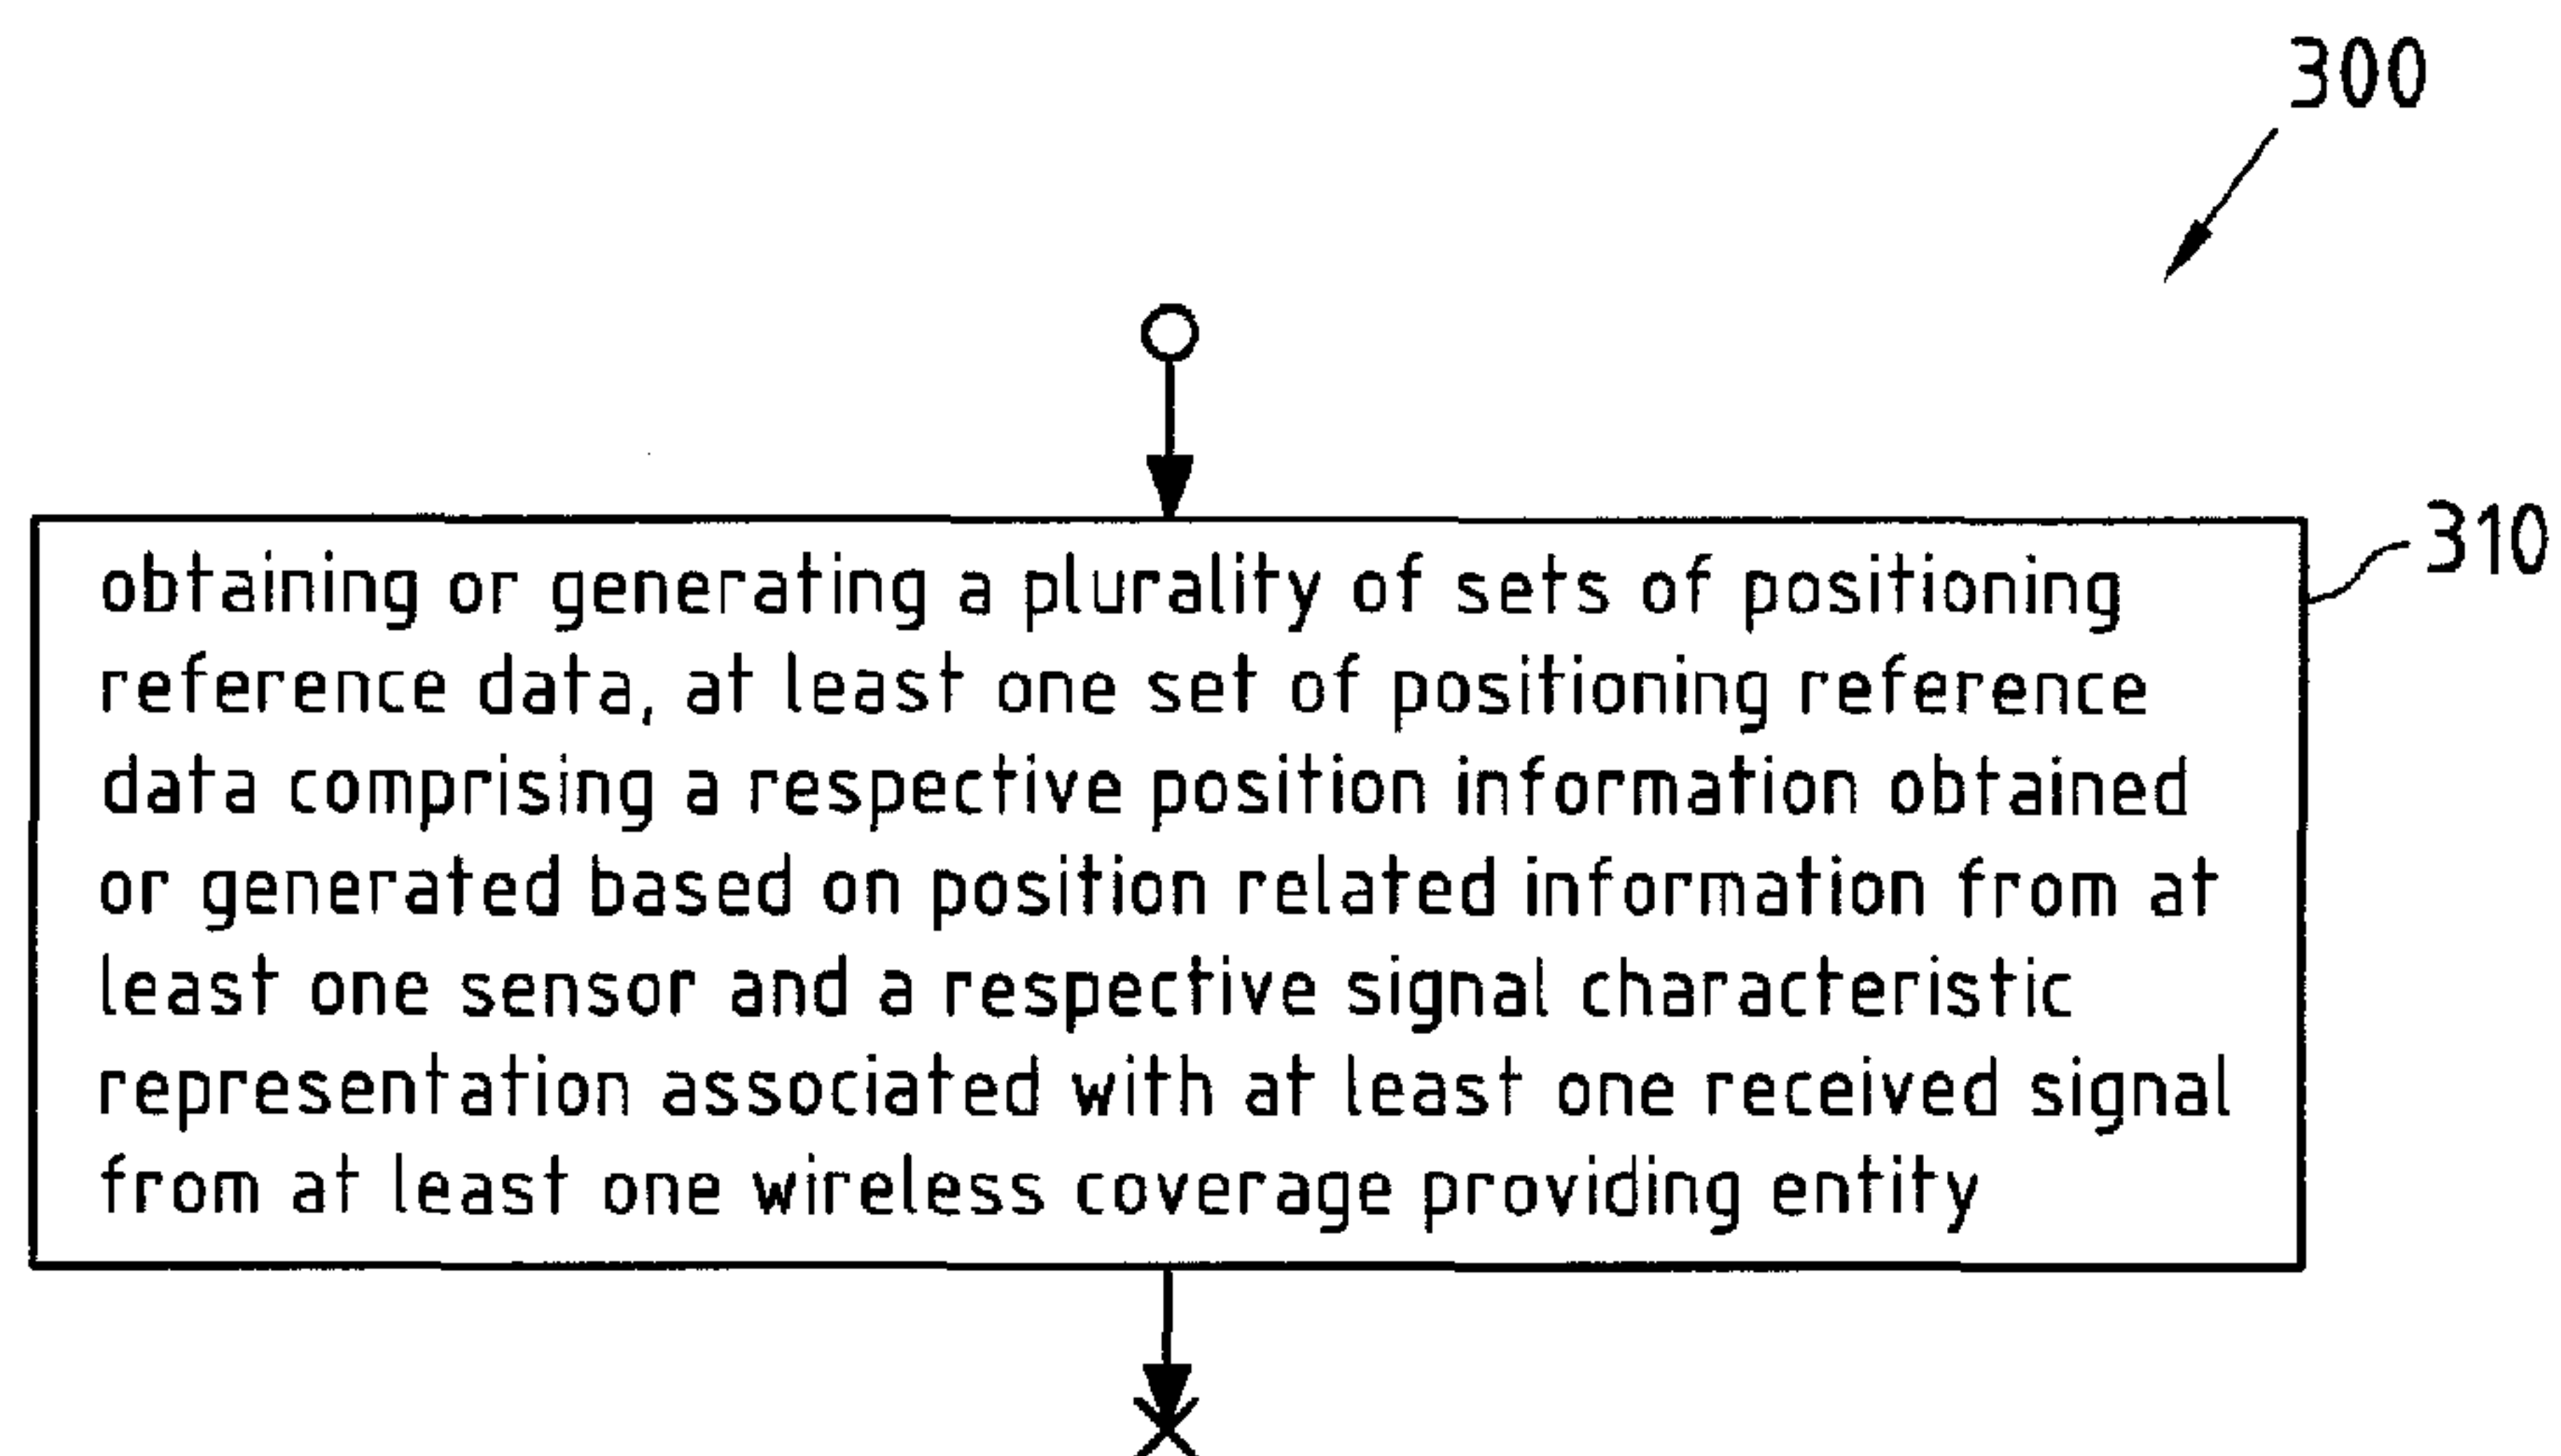 300
310
obtaining or generating a plurality of sets of positioning
reference data, at least one set of positioning reference
data comprising a respective position information obtained
or generated based on position related information from at
least one sensor and a respective signal characteristic
representation associated with at least one received signal
from at least one wireless coverage providing entity